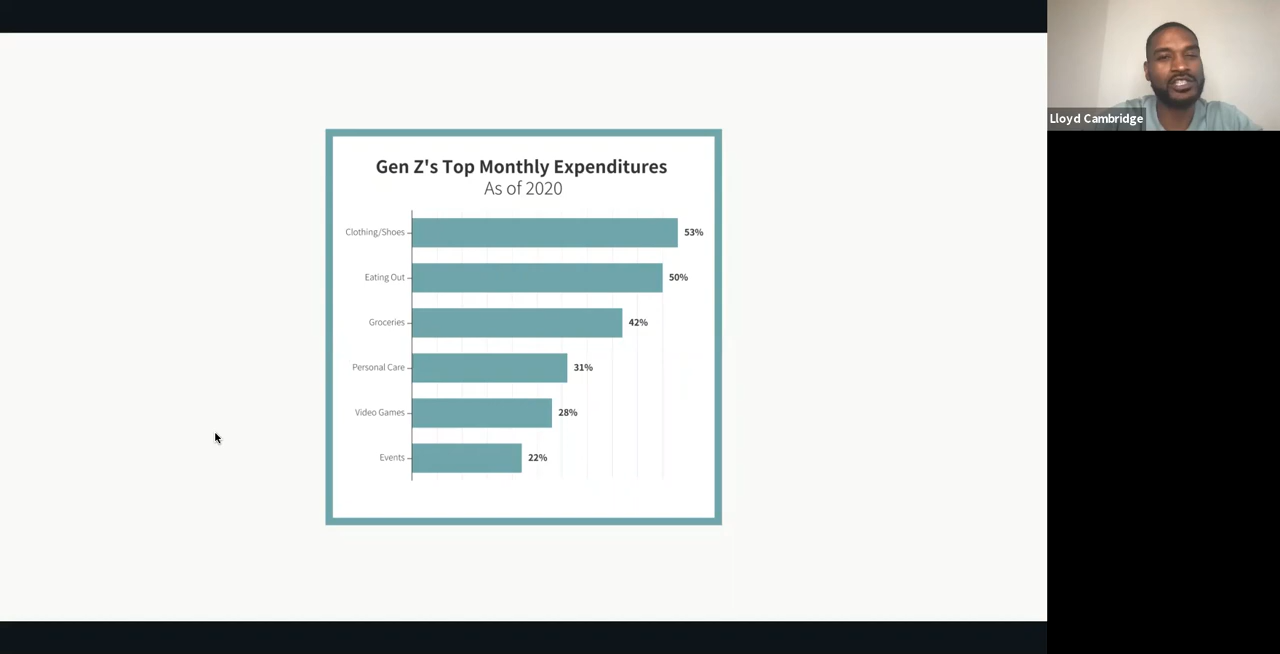 Gen Z's Top Monthly Expenditures
As of 2020
Clothing/Shoes 53%
Eating Out 50%
Groceries 42%
Personal Care 31%
Video Games 28%
Events 22%
Lloyd Cambridge